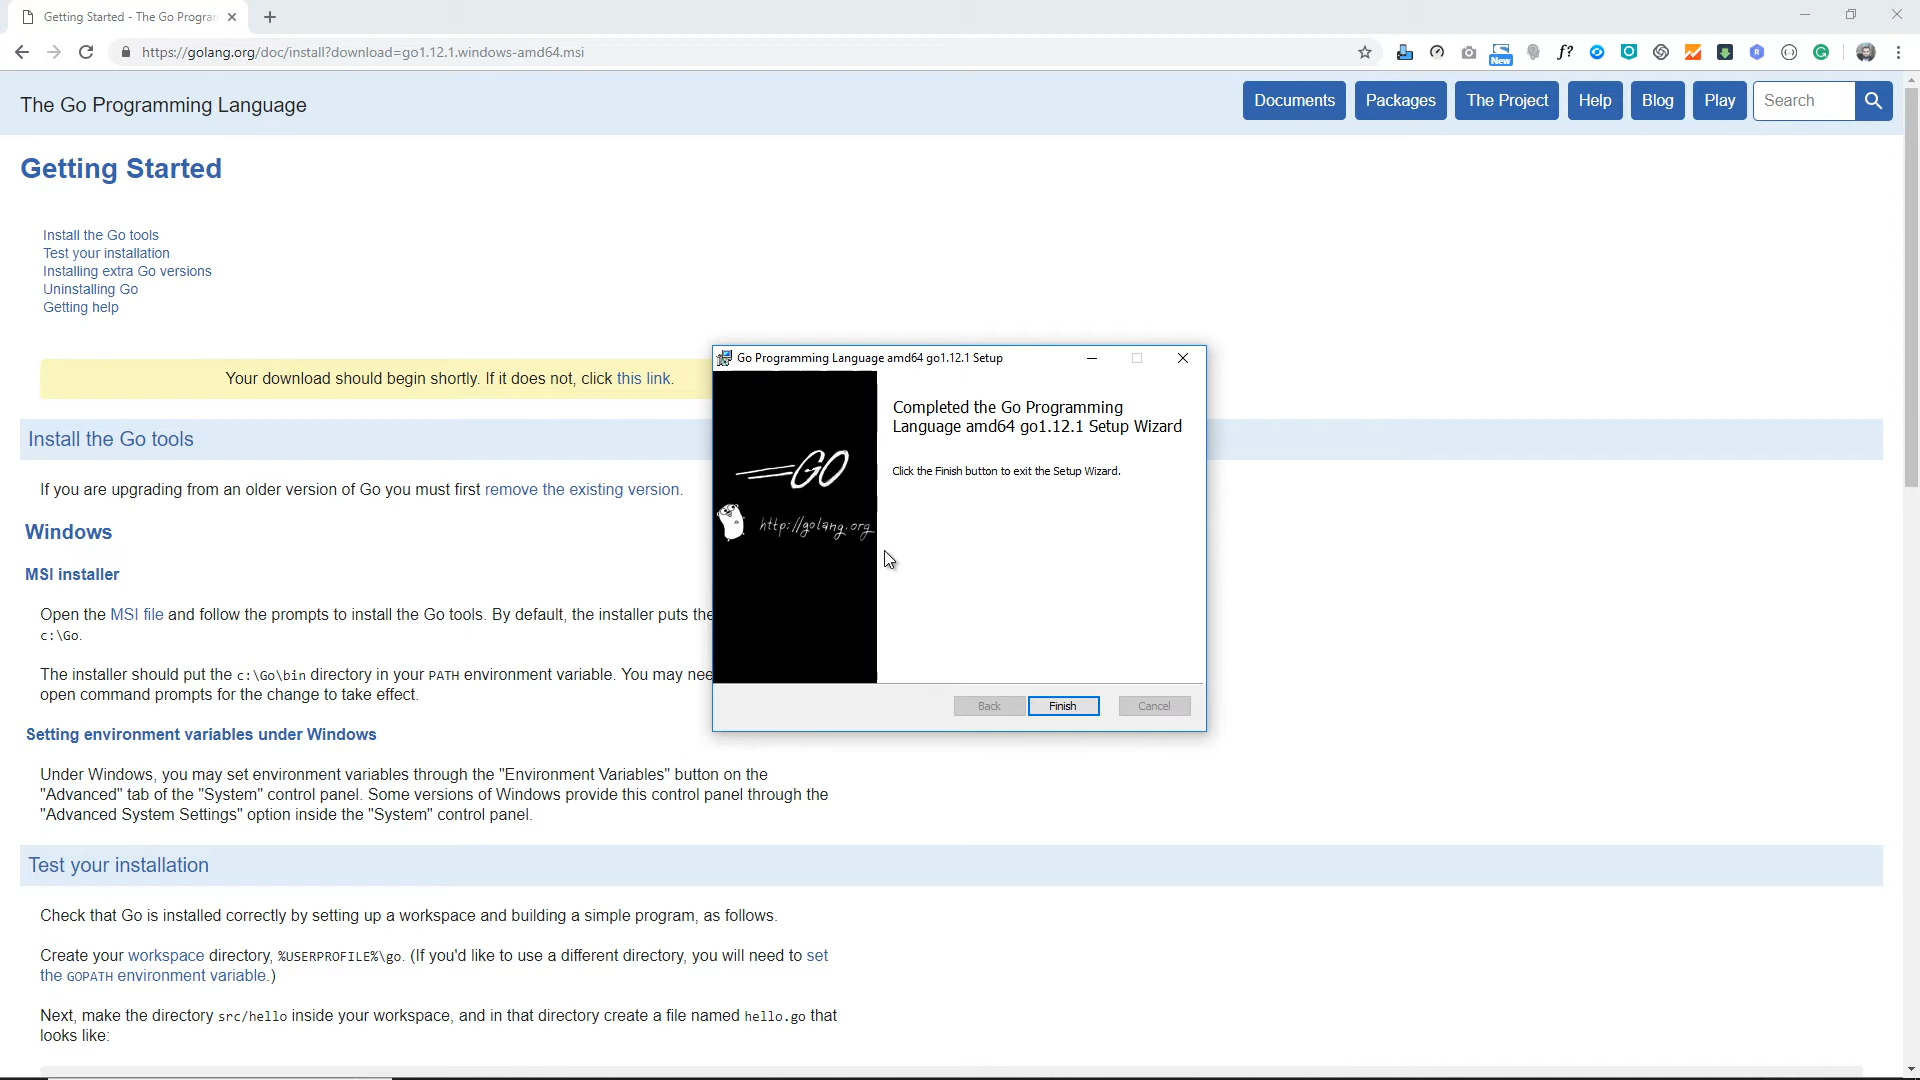 Getting Started - The Go Progran
https://golang.org/doc/install?download=go1.12.1.windows-amd64.msi
New
f?
The Go Programming Language
Documents
Packages
The Project
Help
Blog
Play
Search
Getting Started
Install the Go tools
Test your installation
Installing extra Go versions
Uninstalling Go
Getting help
Your download should begin shortly. If it does not, click this link.
Install the Go tools
If you are upgrading from an older version of Go you must first remove the existing version.
Windows
MSI installer
Open the MSI file and follow the prompts to install the Go tools. By default, the installer puts the
c:\Go.
The installer should put the c:\Go\bin directory in your PATH environment variable. You may nee
open command prompts for the change to take effect.
Setting environment variables under Windows
Under Windows, you may set environment variables through the "Environment Variables" button on the
"Advanced" tab of the "System" control panel. Some versions of Windows provide this control panel through the
"Advanced System Settings" option inside the "System" control panel.
Test your installation
Check that Go is installed correctly by setting up a workspace and building a simple program, as follows.
Create your workspace directory, %USERPROFILE%\go. (If you'd like to use a different directory, you will need to set
the GOPATH environment variable.)
Next, make the directory src/hello inside your workspace, and in that directory create a file named hello.go that
looks like:
Go Programming Language amd64 go1.12.1 Setup
GO
http://golang.org
Completed the Go Programming
Language amd64 go1.12.1 Setup Wizard
Click the Finish button to exit the Setup Wizard.
Back
Finish
Cancel